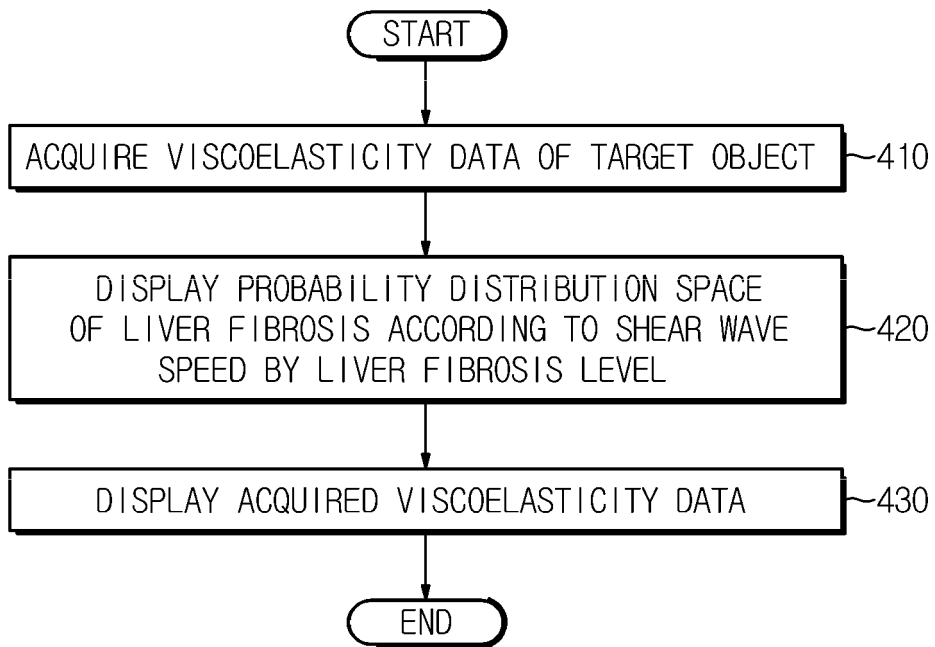 START
ACQUIRE VISCOELASTICITY DATA OF TARGET OBJECT
~410
DISPLAY PROBABILITY DISTRIBUTION SPACE
OF LIVER FIBROSIS ACCORDING TO SHEAR WAVE
SPEED BY LIVER FIBROSIS LEVEL
~420
DISPLAY ACQUIRED VISCOELASTICITY DATA
~430
END